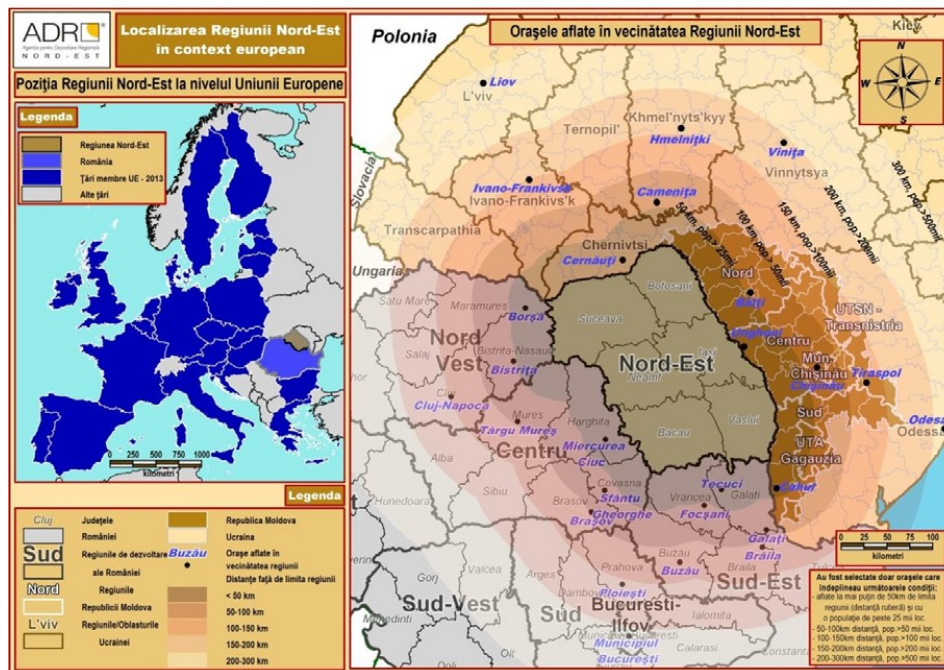 ADR
Agenția pentru Dezvoltare Regională
NORD-EST
Localizarea Regiunii Nord-Est
în context european
Poziția Regiunii Nord-Est la nivelul Uniunii Europene
Legenda
Regiunea Nord-Est
România
Țări membre UE - 2013
Alte țări
500 250 0 500 1000
kilometri
Legenda
Cluj
Județele
României
Sud
Regiunile de dezvoltare
ale României
Nord
Regiunile
Republicii Moldova
L'viv
Regiunile/Oblasturile
Ucrainei
Republica Moldova
Ucraina
Buzău
Orașe aflate în
vecinătatea regiunii
Distanțe față de limita regiunii
< 50 km
50-100 km
100-150 km
150-200 km
200-300 km
Orașele aflate în vecinătatea Regiunii Nord-Est
Polonia
Kiev
N
W
E
S
Liov
L'viv
Khmel'nyts'kyy
Ternopil'
Hmelnițki
Vinița
Vinnytsya
Slovacia
Ivano-Frankivsk
Ivano-Frankivs'k
Camenița
Transcarpathia
50 km, pop.> 25mii
100 km, pop.> 50mii
150 km, pop.>100mii
200 km, pop.>200mii
300 km, pop.>500mii
Chernivtsi
Cernăuți
Ungaria
Nord
Botosani
Satu Mare
Maramures
Borșa
Suceava
Bălți
UTSN -
Transnistria
Ungheni
Nord
Vest
Salaj
Bistrita-Nasaud
Bistrița
Nord-Est
Iasi
Neamt
Centru
Mun.
Chișinău
Chișinău
Tiraspol
Cluj
Cluj-Napoca
Mures
Târgu Mureș
Harghita
Sud
Odesa
Odessa
Centru
Miercurea
Ciuc
Bacau
Vaslui
UTA
Gagauzia
Alba
Hunedoara
Sibiu
Covasna
Sfântu
Gheorghe
Brasov
Brașov
Tecuci
Vrancea
Galati
Focșani
Cahul
Galați
Brăila
Buzău
Buzău
Braila
Tulcea
Gorj
Valcea
Arges
Prahova
Dambovita
Ploiești
Sud-Est
Sud-Vest
Sud
Bucuresti-
Ilfov
Mehedinti
Dolj
Olt
Municipiul Bucuresti
Municipiul
București
Calarasi
Ialomita
Constanta
100 50 0 100
kilometri
Au fost selectate doar orașele care
îndeplineau următoarele condiții:
- aflate la mai puțin de 50km de limita
regiunii (distanță rutieră) și cu
o populație de peste 25 mii loc.
- 50-100km distanță, pop.>50 mii loc.
- 100-150km distanță, pop.>100 mii loc.
- 150-200km distanță, pop.>200 mii loc.
- 200-300km distanță, pop.>500 mii loc.